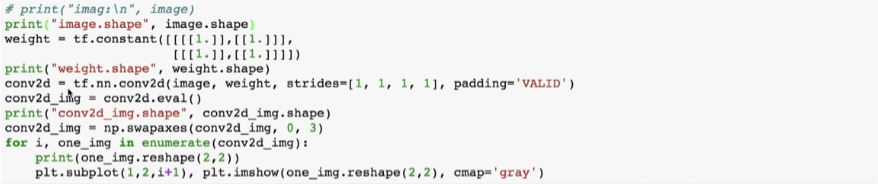 # print("imag:\n", image)
print("image.shape", image.shape)
weight = tf.constant([[[[1.]],[[1.]]],
[[[1.]],[[1.]]]])
print("weight.shape", weight.shape)
conv2d = tf.nn.conv2d(image, weight, strides=[1, 1, 1, 1], padding='VALID')
conv2d_img = conv2d.eval()
print("conv2d_img.shape", conv2d_img.shape)
conv2d_img = np.swapaxes(conv2d_img, 0, 3)
for i, one_img in enumerate(conv2d_img):
print(one_img.reshape(2,2))
plt.subplot(1,2,i+1), plt.imshow(one_img.reshape(2,2), cmap='gray')